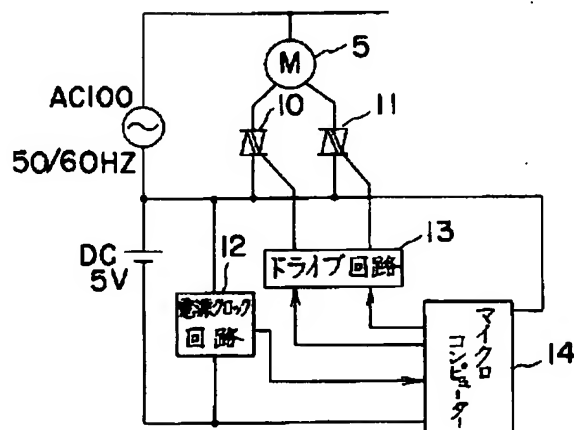 5
M
10
11
AC100
50/60HZ
DC
5V
12
13
ドライブ回路
電源クロック
回路
マイクロ
コンピューター
14